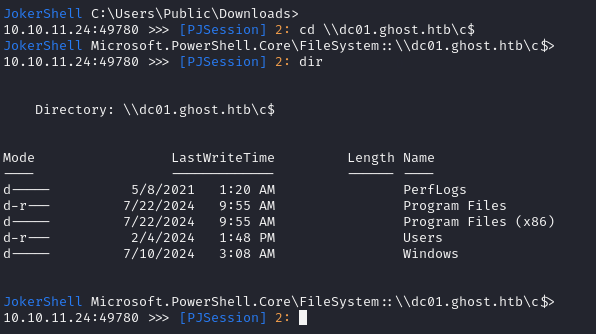 JokerShell C:\Users\Public\Downloads>
10.10.11.24:49780 >>> [PJSession] 2: cd \\dc01.ghost.htb\c$
JokerShell Microsoft.PowerShell.Core\FileSystem::\\dc01.ghost.htb\c$>
10.10.11.24:49780 >>> [PJSession] 2: dir
Directory: \\dc01.ghost.htb\c$
Mode LastWriteTime Length Name
---- ------------- ------ ----
d----- 5/8/2021 1:20 AM PerfLogs
d-r--- 7/22/2024 9:55 AM Program Files
d----- 7/22/2024 9:55 AM Program Files (x86)
d-r--- 2/4/2024 1:48 PM Users
d----- 7/10/2024 3:08 AM Windows
JokerShell Microsoft.PowerShell.Core\FileSystem::\\dc01.ghost.htb\c$>
10.10.11.24:49780 >>> [PJSession] 2: